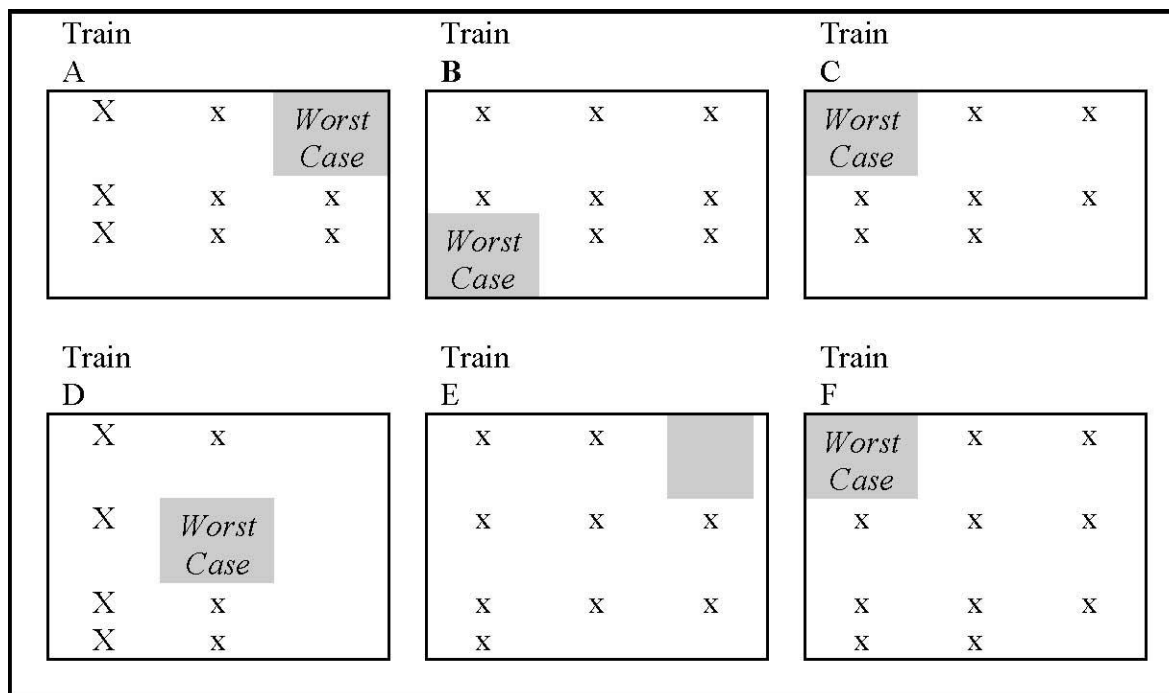 Train
A
X x Worst
Case
X x x
X x x
Train
B
x x x
x x x
Worst x x
Case
Train
C
Worst x x
Case
x x x
x x
Train
D
X x
X Worst
Case
X x
X x
Train
E
x x
x x x
x x x
x
Train
F
Worst x x
Case
x x x
x x x
x x